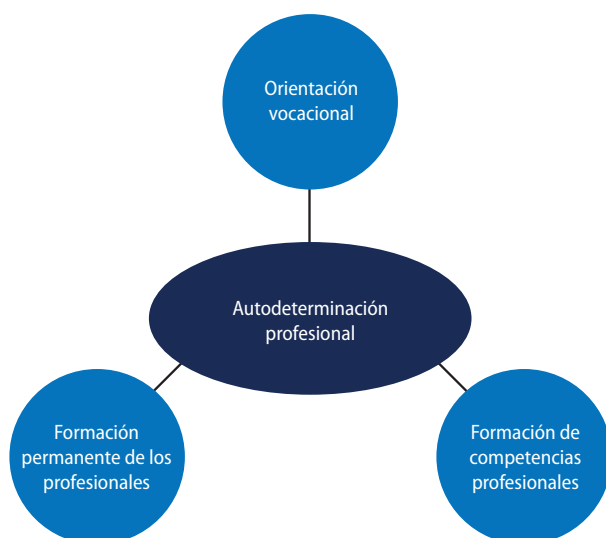 Orientación
vocacional
Autodeterminación
profesional
Formación
permanente de los
profesionales
Formación de
competencias
profesionales